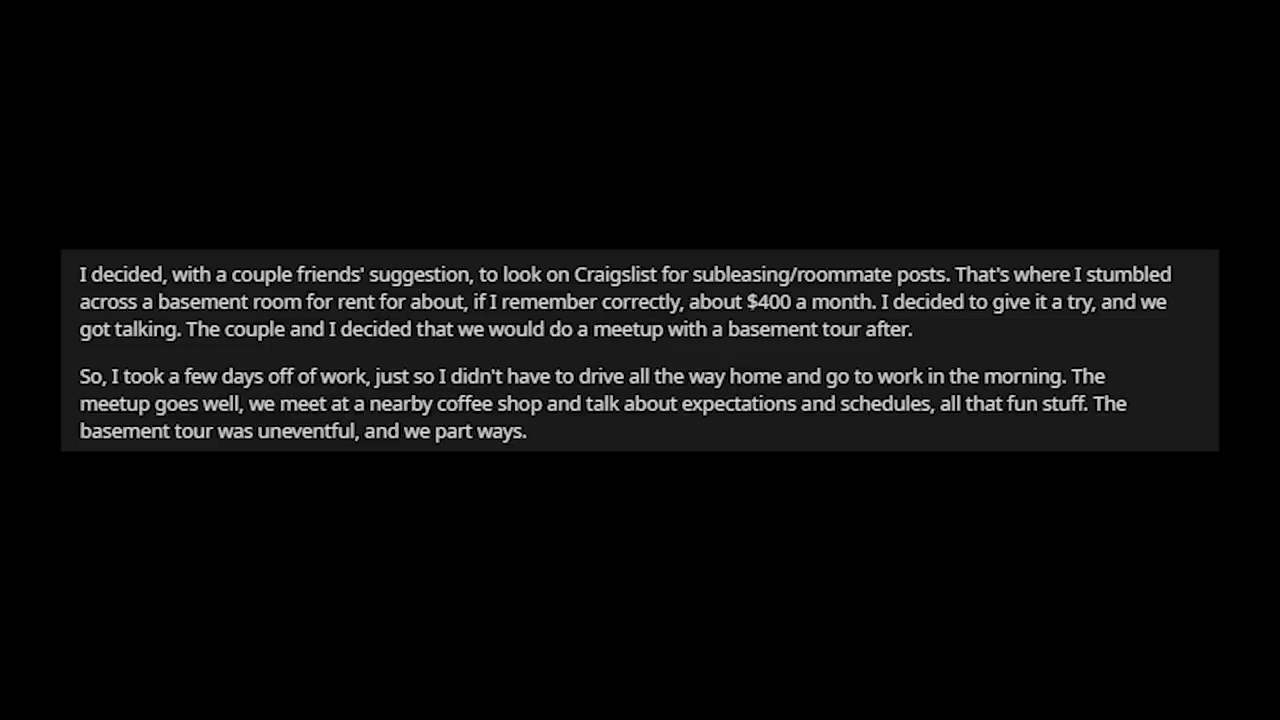 I decided, with a couple friends' suggestion, to look on Craigslist for subleasing/roommate posts. That's where I stumbled
across a basement room for rent for about, if I remember correctly, about $400 a month. I decided to give it a try, and we
got talking. The couple and I decided that we would do a meetup with a basement tour after.
So, I took a few days off of work, just so I didn't have to drive all the way home and go to work in the morning. The
meetup goes well, we meet at a nearby coffee shop and talk about expectations and schedules, all that fun stuff. The
basement tour was uneventful, and we part ways.